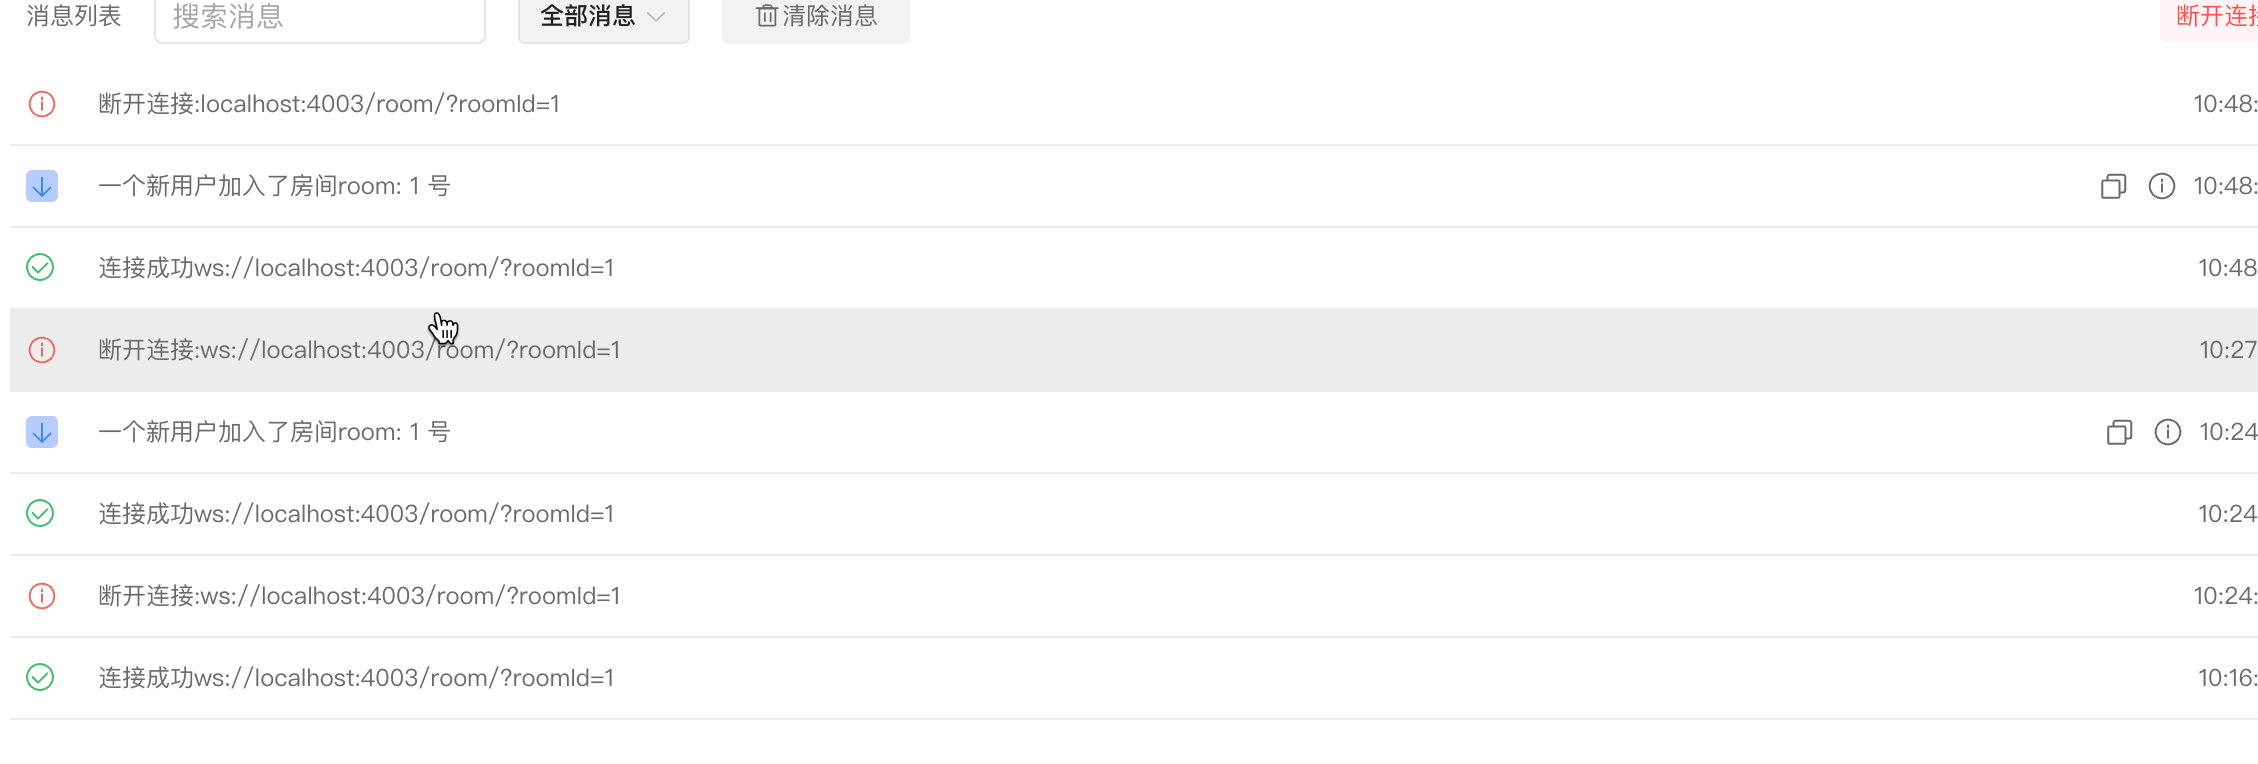 消息列表 搜索消息 全部消息 清除消息 断开连接
断开连接:localhost:4003/room/?roomId=1 10:48:
一个新用户加入了房间room: 1 号 10:48:
连接成功ws://localhost:4003/room/?roomId=1 10:48
断开连接:ws://localhost:4003/room/?roomId=1 10:27
一个新用户加入了房间room: 1 号 10:24
连接成功ws://localhost:4003/room/?roomId=1 10:24
断开连接:ws://localhost:4003/room/?roomId=1 10:24:
连接成功ws://localhost:4003/room/?roomId=1 10:16: